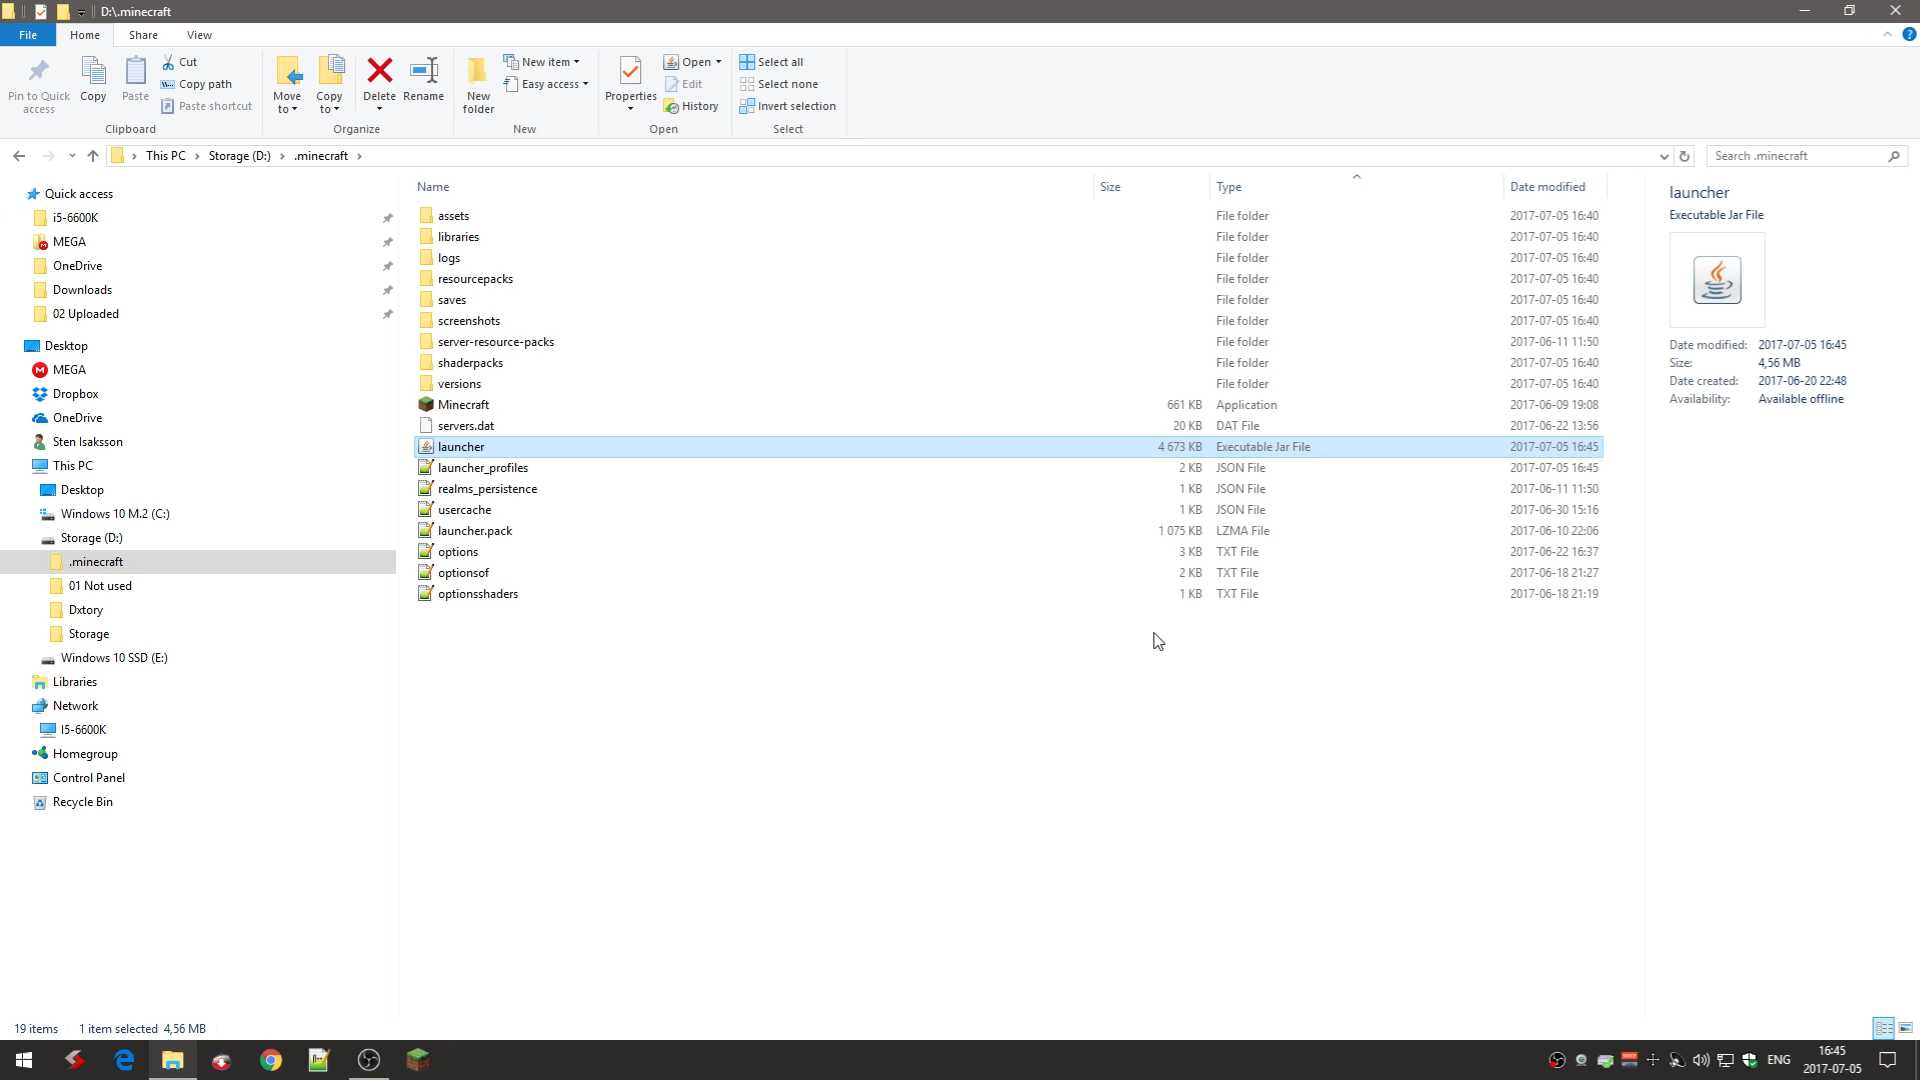 D:\.minecraft
File
Home
Share
View
Pin to Quick access
Copy
Paste
Cut
Copy path
Paste shortcut
Clipboard
Move to
Copy to
Delete
Rename
Organize
New folder
New item
Easy access
New
Properties
Open
Edit
History
Open
Select all
Select none
Invert selection
Select
This PC > Storage (D:) > .minecraft >
Search .minecraft
Quick access
i5-6600K
MEGA
OneDrive
Downloads
02 Uploaded
Desktop
MEGA
Dropbox
OneDrive
Sten Isaksson
This PC
Desktop
Windows 10 M.2 (C:)
Storage (D:)
.minecraft
01 Not used
Dxtory
Storage
Windows 10 SSD (E:)
Libraries
Network
I5-6600K
Homegroup
Control Panel
Recycle Bin
Name Size Type Date modified
assets File folder 2017-07-05 16:40
libraries File folder 2017-07-05 16:40
logs File folder 2017-07-05 16:40
resourcepacks File folder 2017-07-05 16:40
saves File folder 2017-07-05 16:40
screenshots File folder 2017-07-05 16:40
server-resource-packs File folder 2017-06-11 11:50
shaderpacks File folder 2017-07-05 16:40
versions File folder 2017-07-05 16:40
Minecraft 661 KB Application 2017-06-09 19:08
servers.dat 20 KB DAT File 2017-06-22 13:56
launcher 4 673 KB Executable Jar File 2017-07-05 16:45
launcher_profiles 2 KB JSON File 2017-07-05 16:45
realms_persistence 1 KB JSON File 2017-06-11 11:50
usercache 1 KB JSON File 2017-06-30 15:16
launcher.pack 1 075 KB LZMA File 2017-06-10 22:06
options 3 KB TXT File 2017-06-22 16:37
optionsof 2 KB TXT File 2017-06-18 21:27
optionsshaders 1 KB TXT File 2017-06-18 21:19
launcher
Executable Jar File
Date modified: 2017-07-05 16:45
Size: 4,56 MB
Date created: 2017-06-20 22:48
Availability: Available offline
19 items 1 item selected 4,56 MB
ENG
16:45
2017-07-05